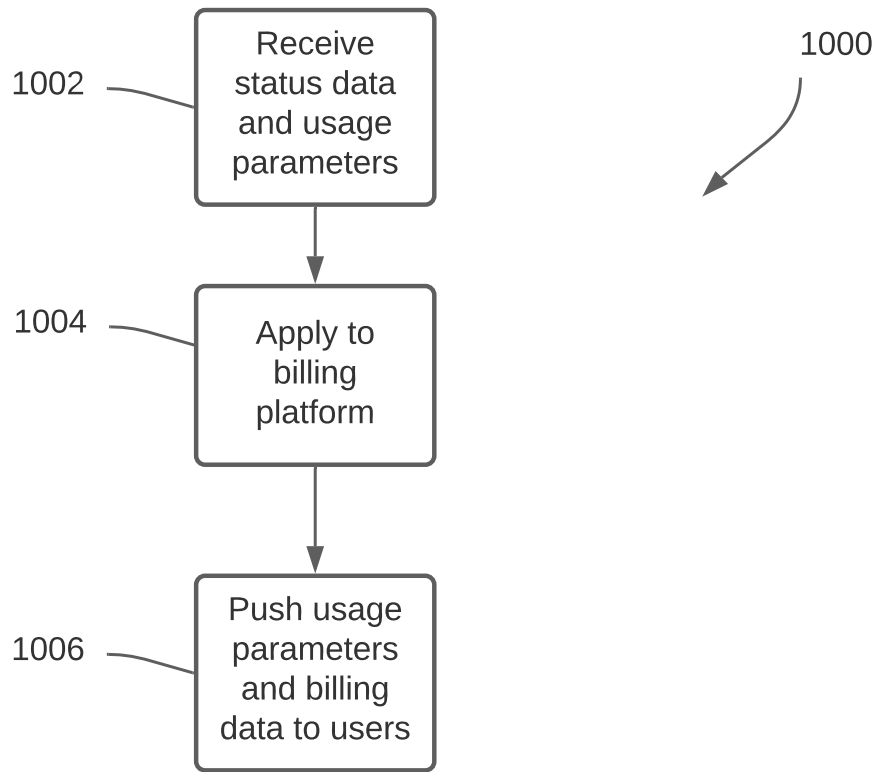 1000
1002
Receive
status data
and usage
parameters
1004
Apply to
billing
platform
1006
Push usage
parameters
and billing
data to users